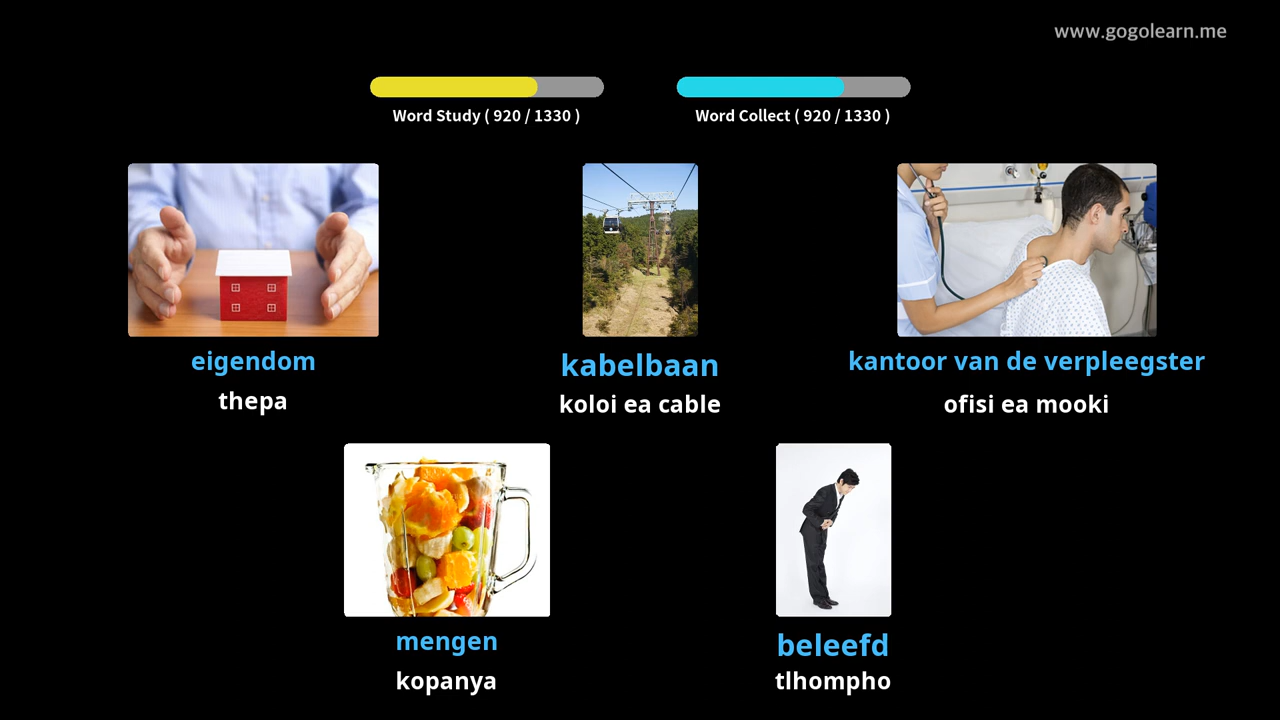 www.gogolearn.me
Word Study ( 920 / 1330 )
Word Collect ( 920 / 1330 )
eigendom
thepa
kabelbaan
koloi ea cable
kantoor van de verpleegster
ofisi ea mooki
mengen
kopanya
beleefd
tlhompho